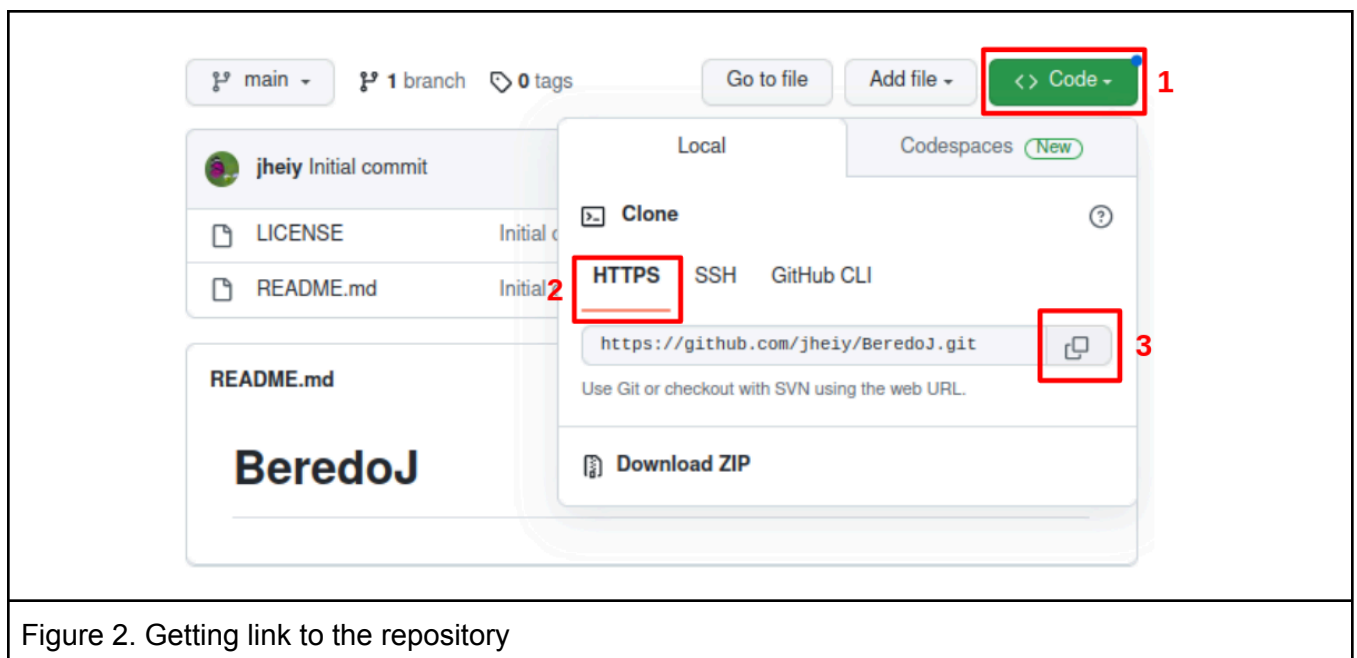 main 1 branch 0 tags Go to file Add file <> Code 1
Local Codespaces New
jheiy Initial commit
Clone
LICENSE Initial
HTTPS SSH GitHub CLI
README.md Initial 2
https://github.com/jheiy/BeredoJ.git 3
README.md
Use Git or checkout with SVN using the web URL.
BeredoJ
Download ZIP
Figure 2. Getting link to the repository